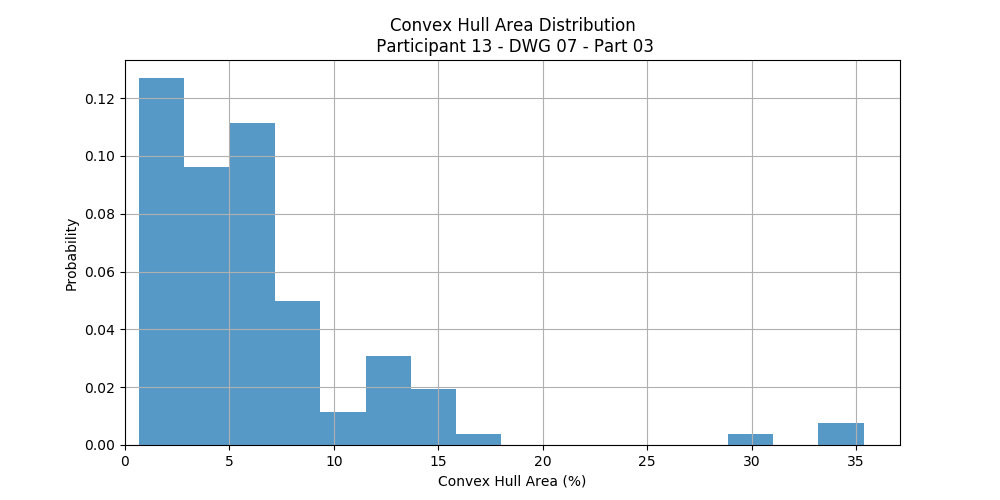 Convex Hull Area Distribution
Participant 13 - DWG 07 - Part 03
Probability
0.12
0.10
0.08
0.06
0.04
0.02
0.00
0 5 10 15 20 25 30 35
Convex Hull Area (%)